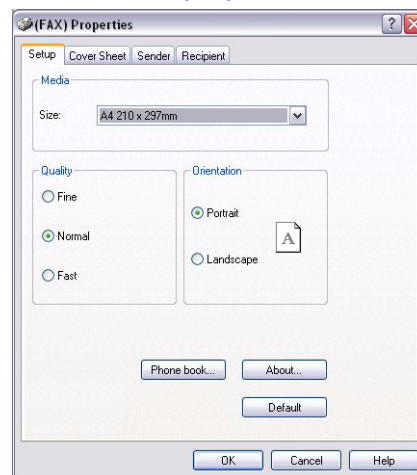 (FAX) Properties
Setup Cover Sheet Sender Recipient
Media
Size: A4 210 x 297mm
Quality
Fine
Normal
Fast
Orientation
Portrait
Landscape
A
Phone book... About...
Default
OK Cancel Help